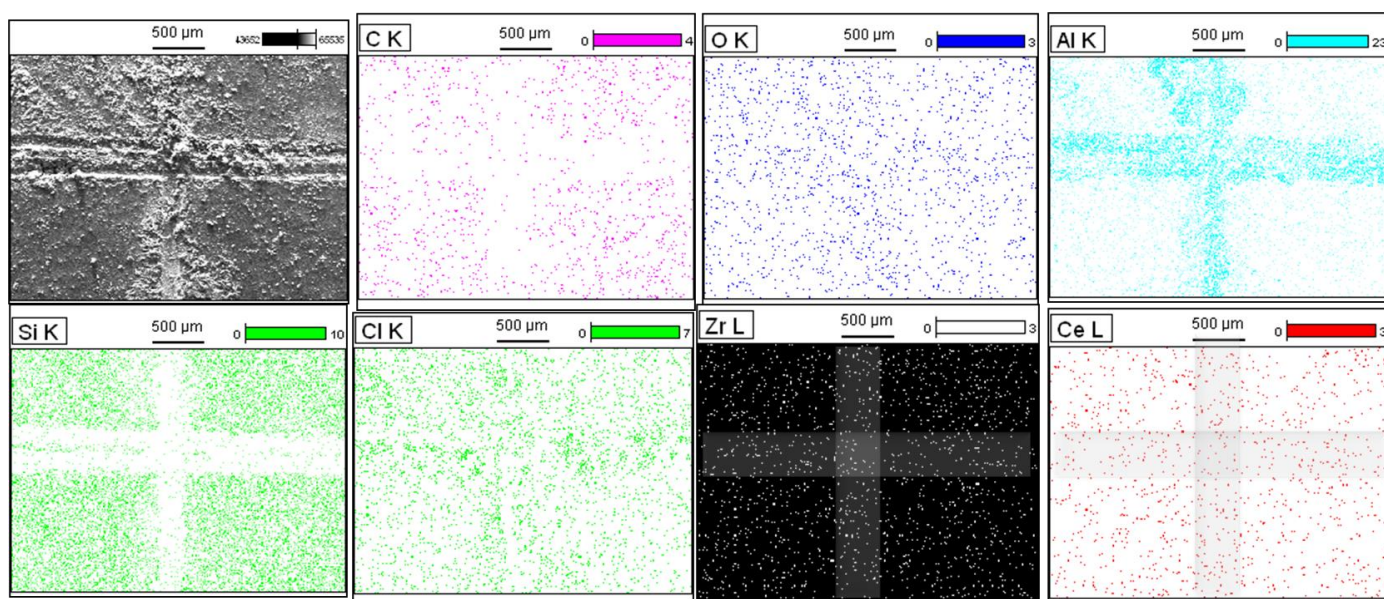 500 µm 43652 65535
C K 500 µm 0 4
O K 500 µm 0 3
Al K 500 µm 0 23
Si K 500 µm 0 10
Cl K 500 µm 0 7
Zr L 500 µm 0 3
Ce L 500 µm 0 3